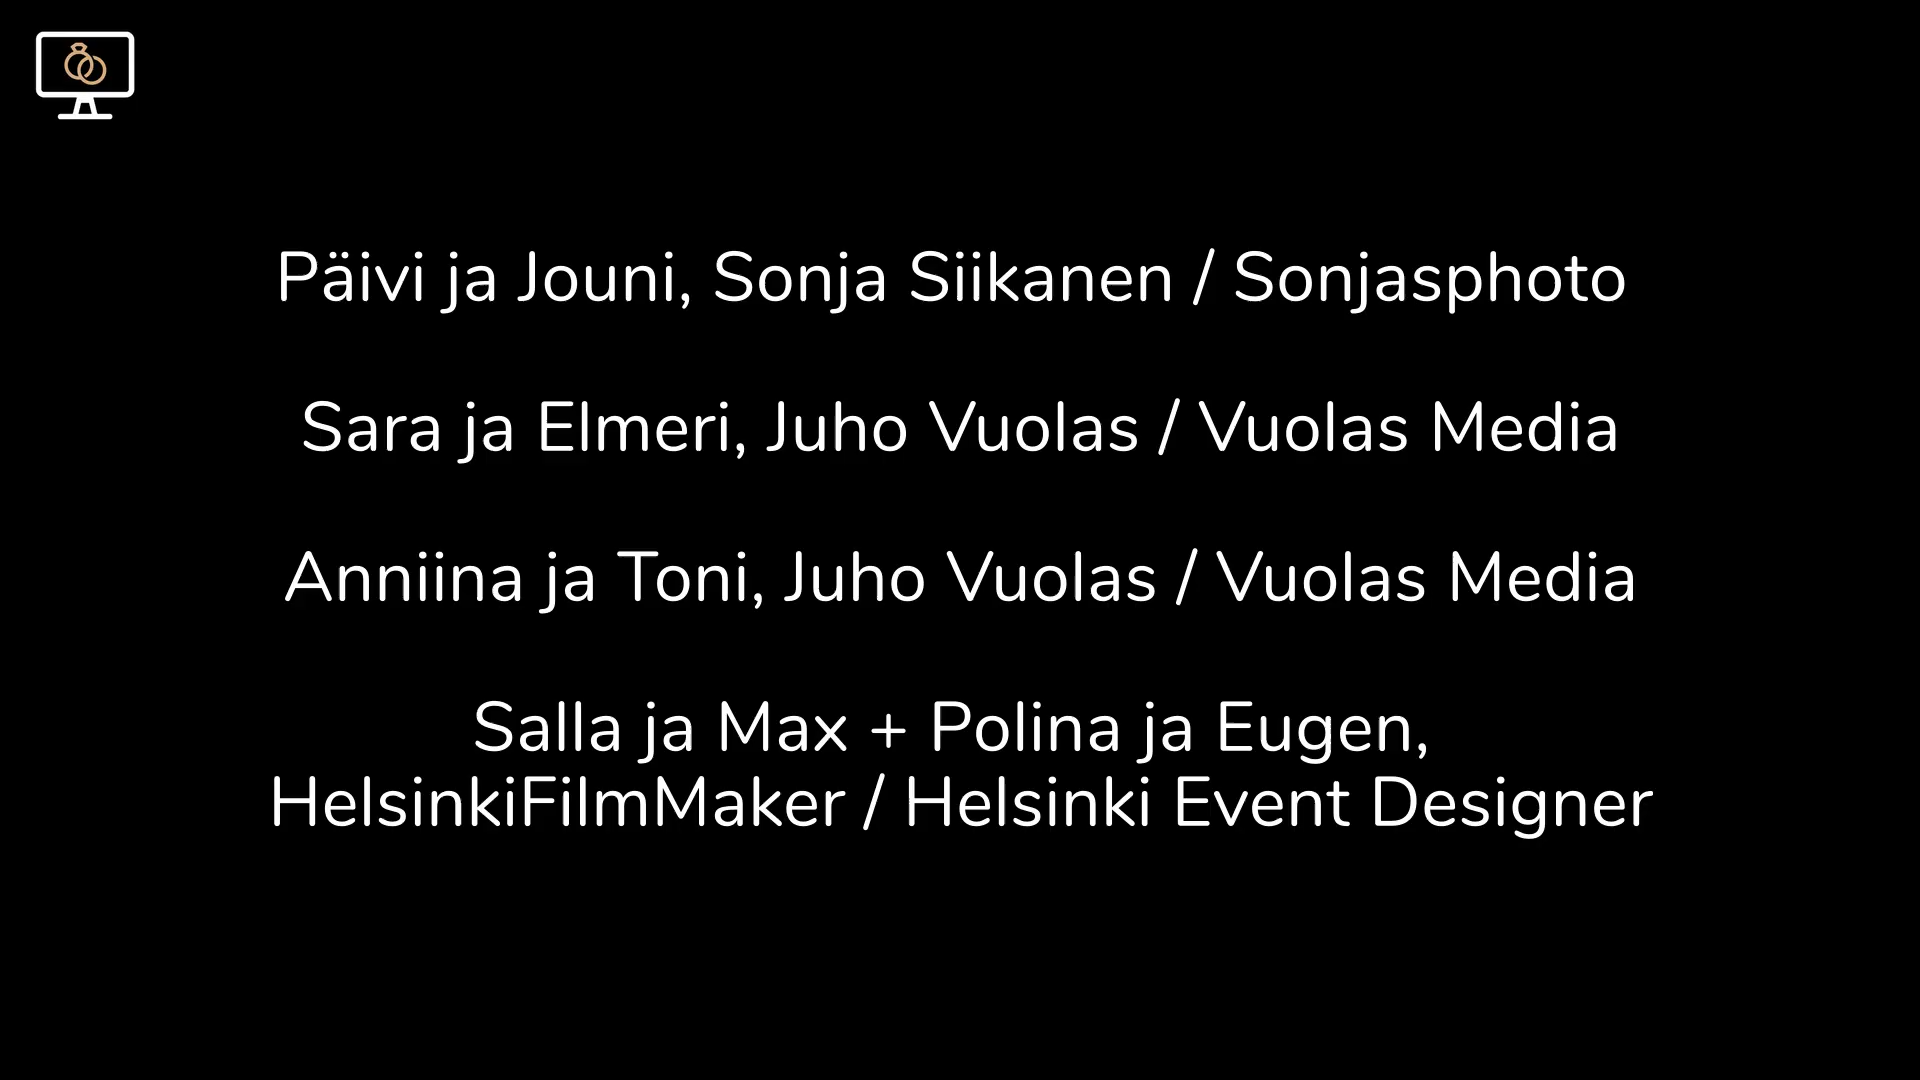 Päivi ja Jouni, Sonja Siikanen / Sonjasphoto
Sara ja Elmeri, Juho Vuolas / Vuolas Media
Anniina ja Toni, Juho Vuolas / Vuolas Media
Salla ja Max + Polina ja Eugen,
HelsinkiFilmMaker / Helsinki Event Designer